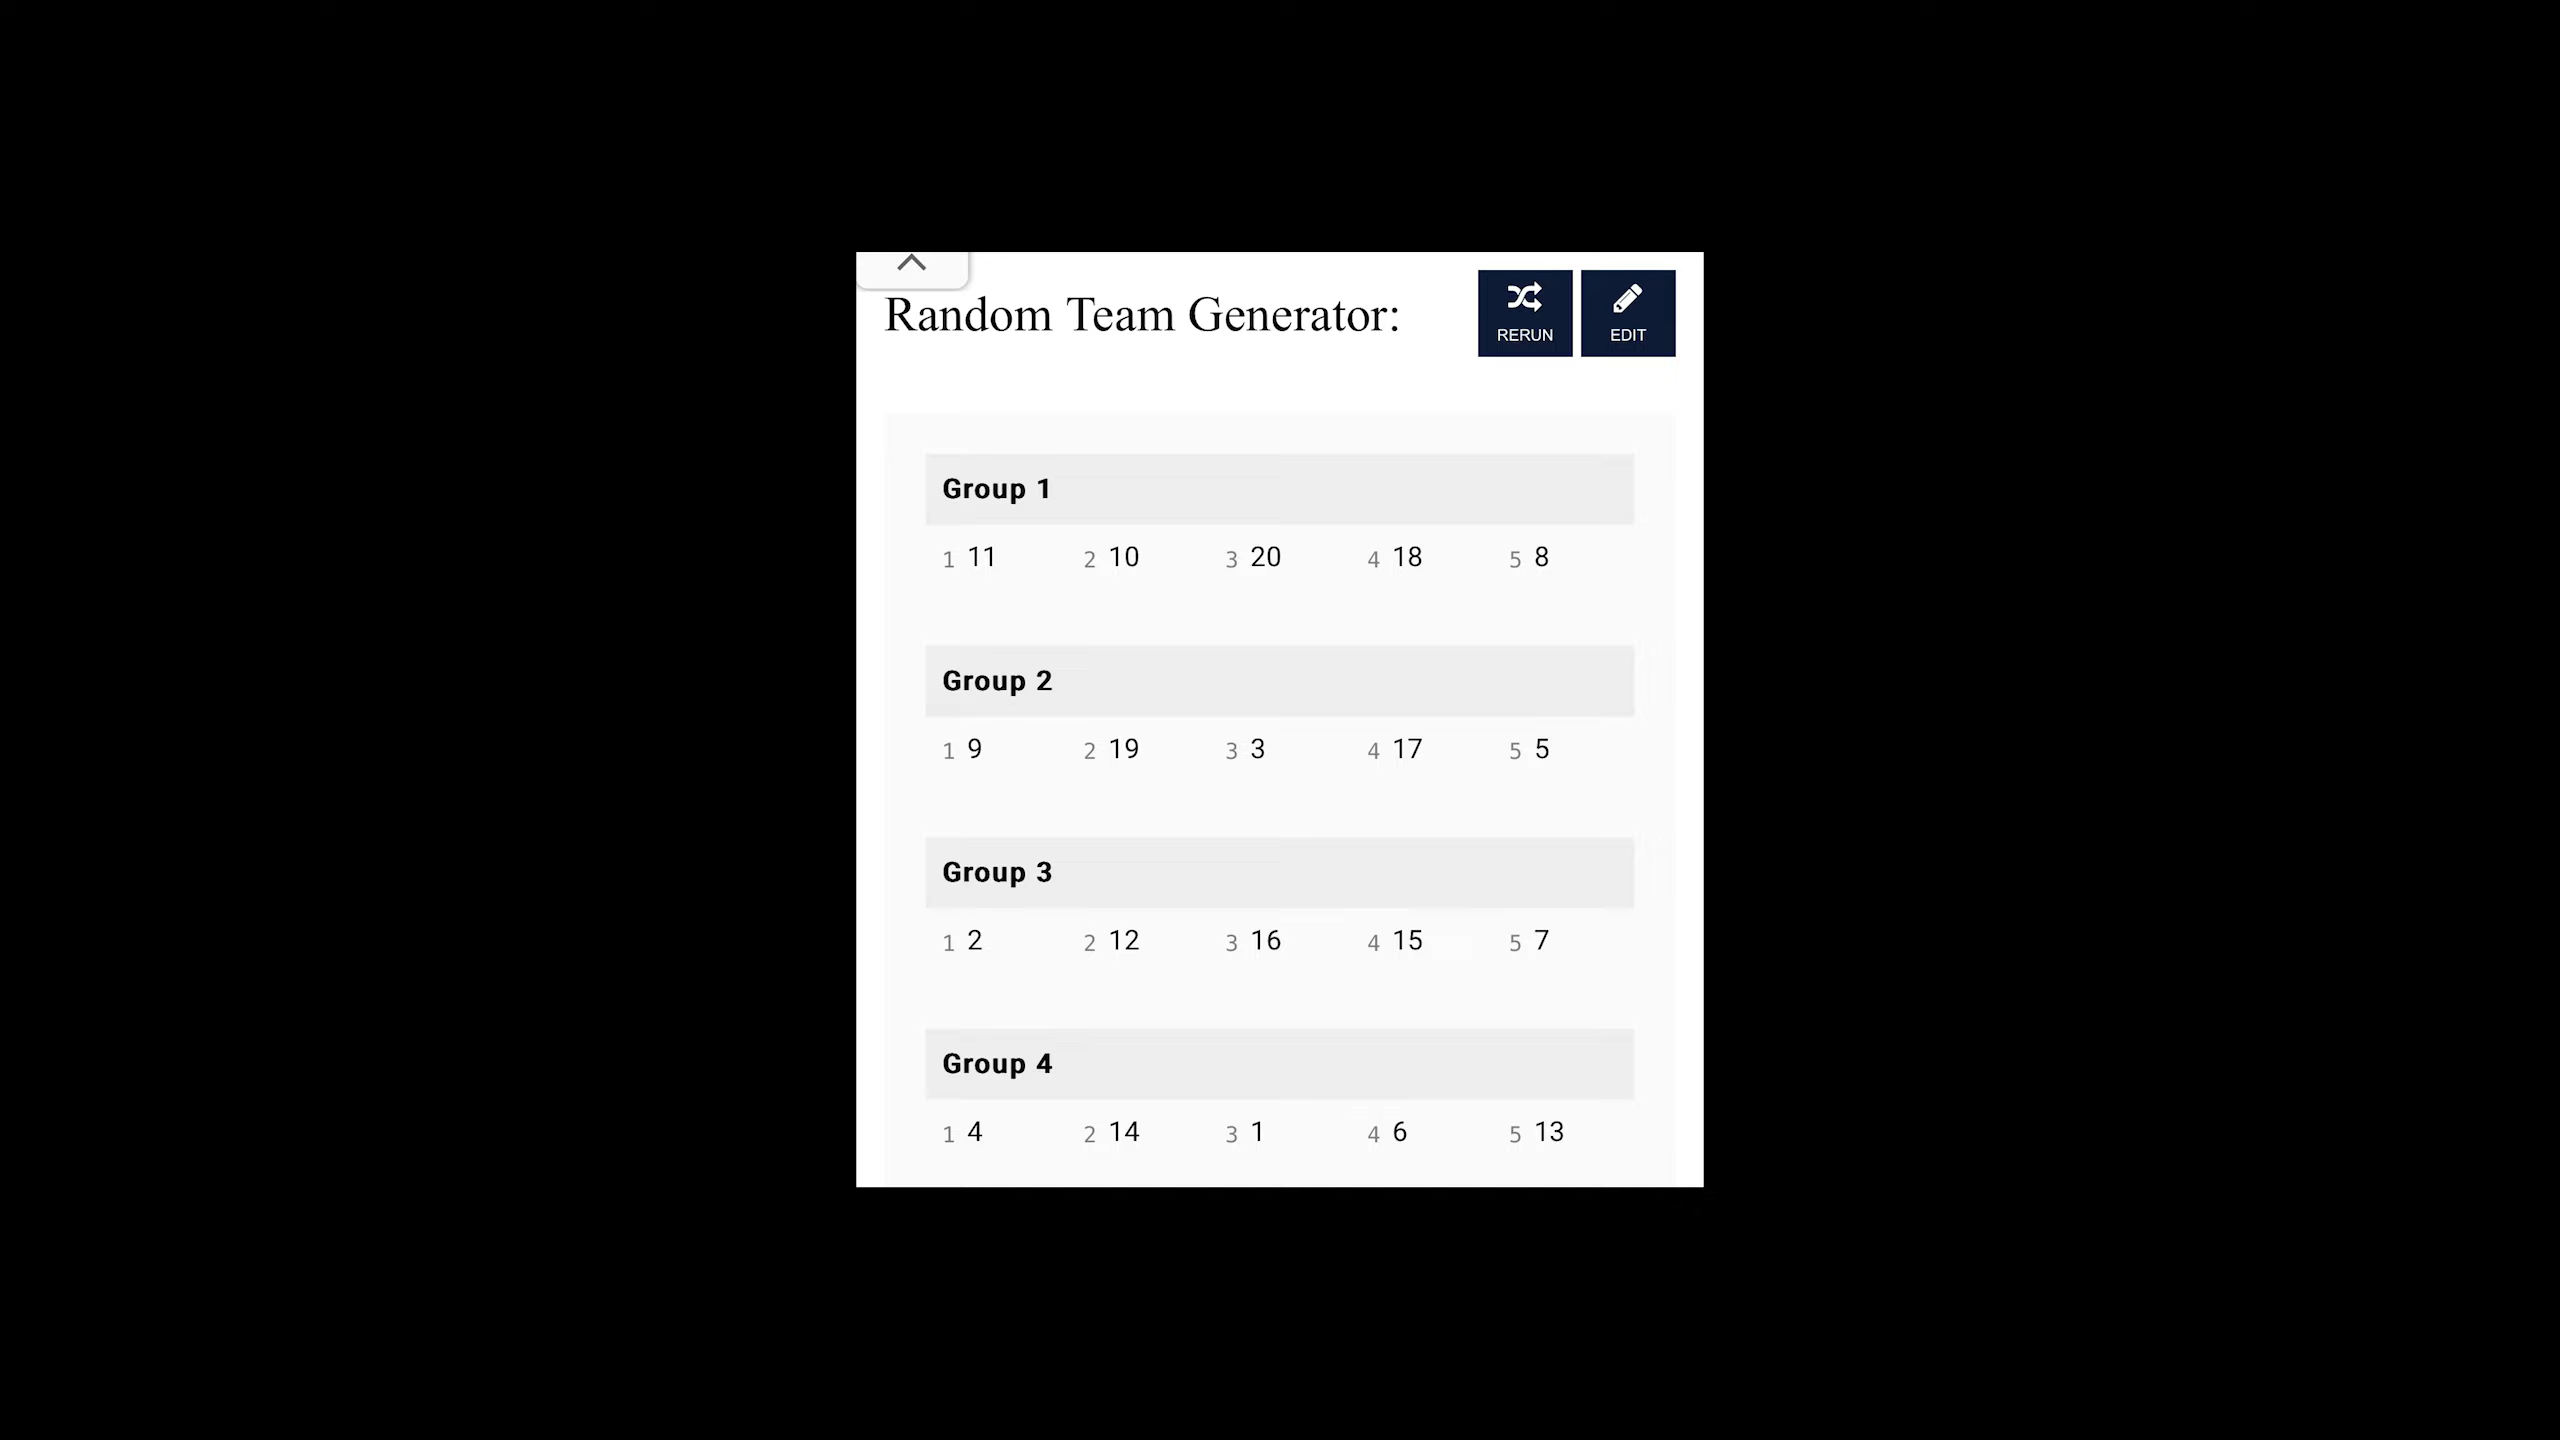 Random Team Generator:
RERUN
EDIT
Group 1
1 11 2 10 3 20 4 18 5 8
Group 2
1 9 2 19 3 3 4 17 5 5
Group 3
1 2 2 12 3 16 4 15 5 7
Group 4
1 4 2 14 3 1 4 6 5 13